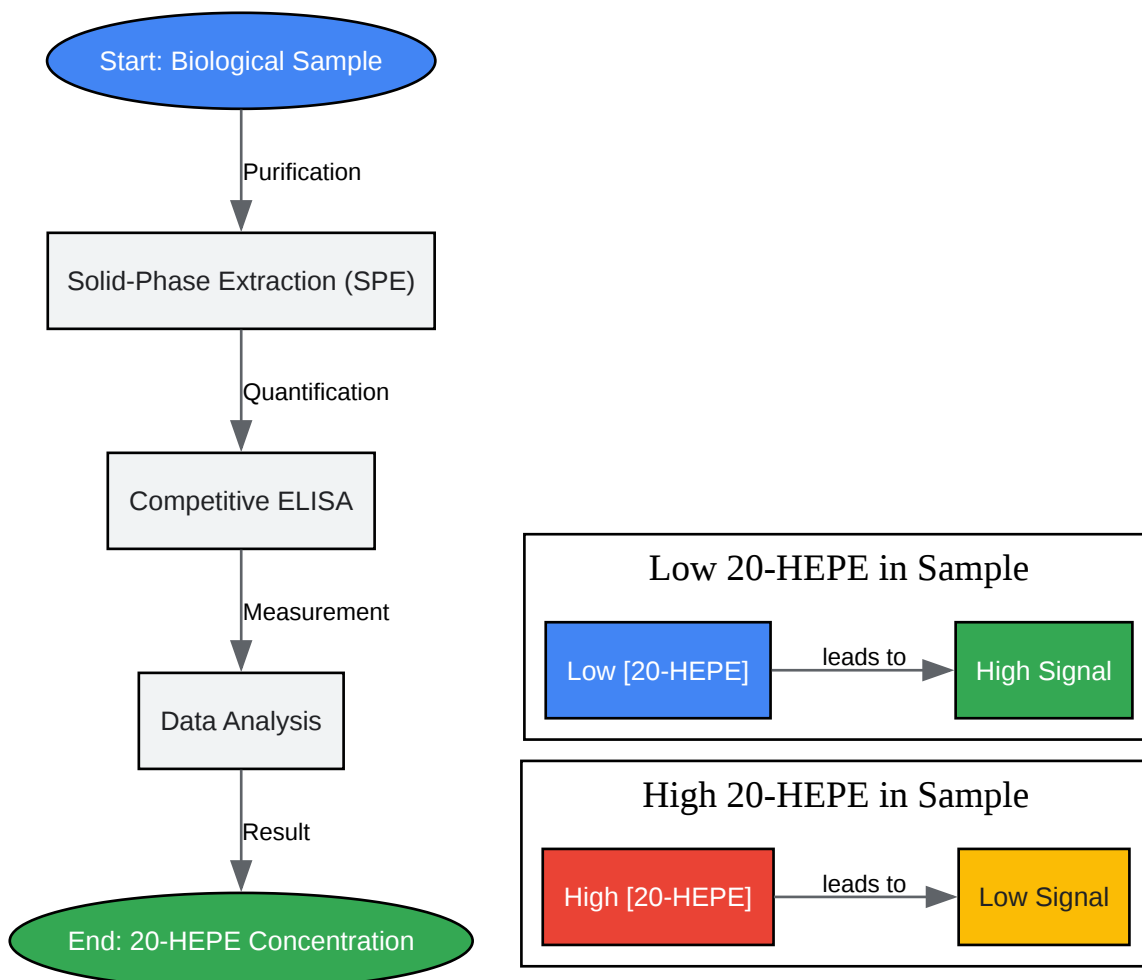 Start: Biological Sample
Purification
Solid-Phase Extraction (SPE)
Quantification
Competitive ELISA
Measurement
Data Analysis
Result
End: 20-HEPE Concentration
Low 20-HEPE in Sample
Low [20-HEPE]
leads to
High Signal
High 20-HEPE in Sample
High [20-HEPE]
leads to
Low Signal